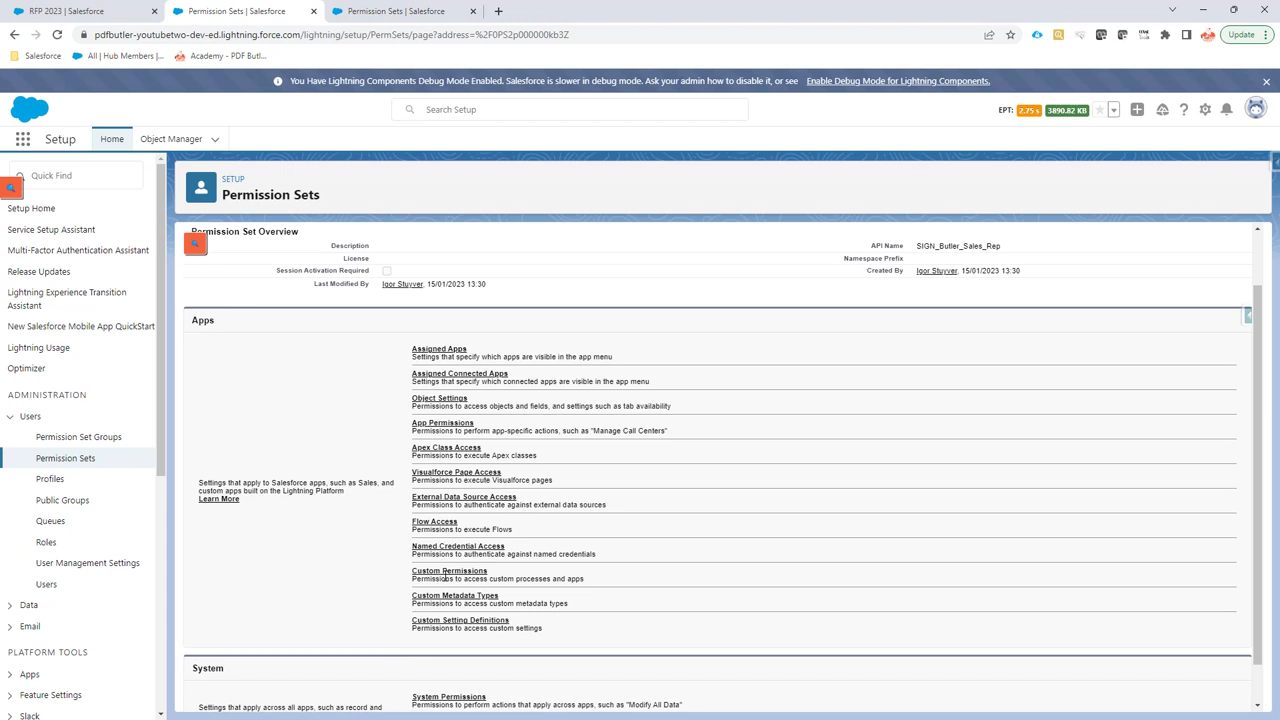 RFP 2023 | Salesforce
Permission Sets | Salesforce
Permission Sets | Salesforce
pdfbutler-youtubetwo-dev-ed.lightning.force.com/lightning/setup/PermSets/page?address=%2F0PS2p000000kb3Z
Update
Salesforce
All | Hub Members |...
Academy - PDF Butl...
You Have Lightning Components Debug Mode Enabled. Salesforce is slower in debug mode. Ask your admin how to disable it, or see Enable Debug Mode for Lightning Components.
Search Setup
EPT: 2.75 s 3890.82 KB
Setup
Home
Object Manager
Quick Find
Setup Home
Service Setup Assistant
Multi-Factor Authentication Assistant
Release Updates
Lightning Experience Transition
Assistant
New Salesforce Mobile App QuickStart
Lightning Usage
Optimizer
ADMINISTRATION
Users
Permission Set Groups
Permission Sets
Profiles
Public Groups
Queues
Roles
User Management Settings
Users
Data
Email
PLATFORM TOOLS
Apps
Feature Settings
Slack
SETUP
Permission Sets
Permission Set Overview
Description
API Name SIGN_Butler_Sales_Rep
License
Namespace Prefix
Session Activation Required
Created By Igor Stuyver, 15/01/2023 13:30
Last Modified By Igor Stuyver, 15/01/2023 13:30
Apps
Settings that apply to Salesforce apps, such as Sales, and
custom apps built on the Lightning Platform
Learn More
Assigned Apps
Settings that specify which apps are visible in the app menu
Assigned Connected Apps
Settings that specify which connected apps are visible in the app menu
Object Settings
Permissions to access objects and fields, and settings such as tab availability
App Permissions
Permissions to perform app-specific actions, such as "Manage Call Centers"
Apex Class Access
Permissions to execute Apex classes
Visualforce Page Access
Permissions to execute Visualforce pages
External Data Source Access
Permissions to authenticate against external data sources
Flow Access
Permissions to execute Flows
Named Credential Access
Permissions to authenticate against named credentials
Custom Permissions
Permissions to access custom processes and apps
Custom Metadata Types
Permissions to access custom metadata types
Custom Setting Definitions
Permissions to access custom settings
System
Settings that apply across all apps, such as record and
System Permissions
Permissions to perform actions that apply across apps, such as "Modify All Data"